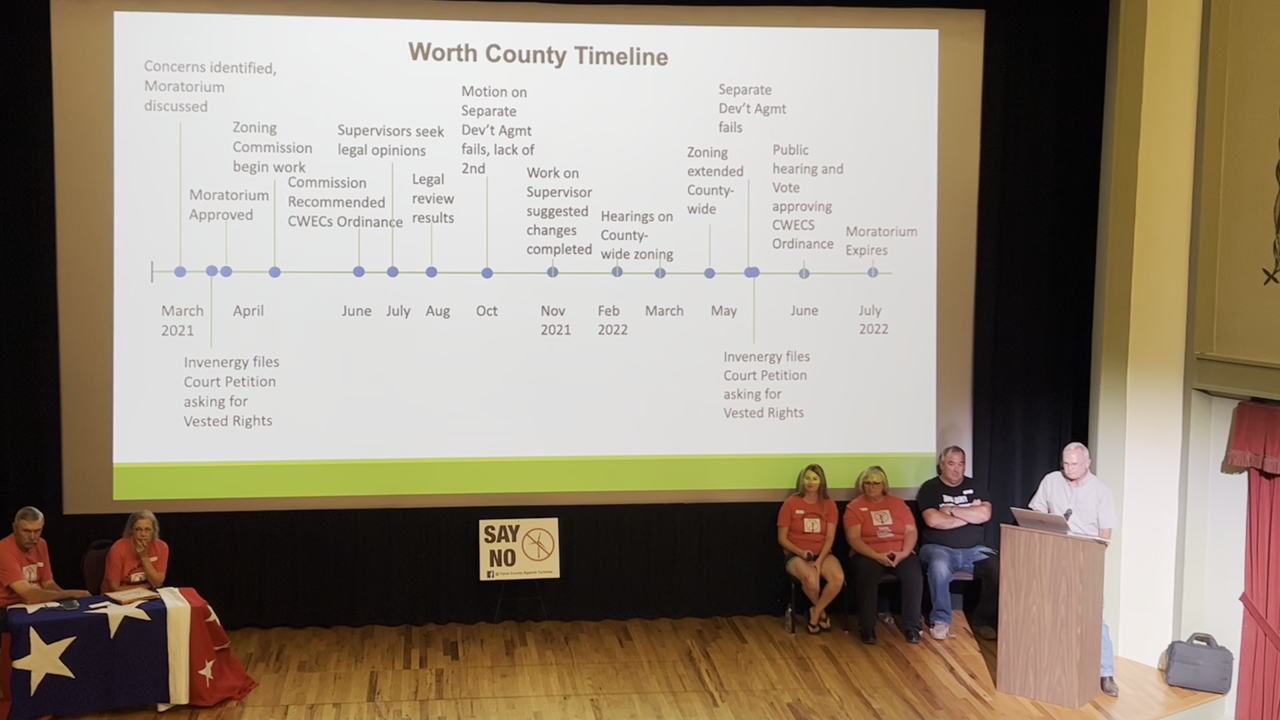 Worth County Timeline
Concerns identified,
Moratorium
discussed
Moratorium
Approved
Zoning
Commission
begin work
Commission
Recommended
CWECs Ordinance
Supervisors seek
legal opinions
Legal
review
results
Motion on
Separate
Dev't Agmt
fails, lack of
2nd
Work on
Supervisor
suggested
changes
completed
Hearings on
County-
wide zoning
Zoning
extended
County-
wide
Separate
Dev't Agmt
fails
Public
hearing and
Vote
approving
CWECS
Ordinance
Moratorium
Expires
March
2021
April
June
July
Aug
Oct
Nov
2021
Feb
2022
March
May
June
July
2022
Invenergy files
Court Petition
asking for
Vested Rights
Invenergy files
Court Petition
asking for
Vested Rights
SAY
NO
County Against Turbines